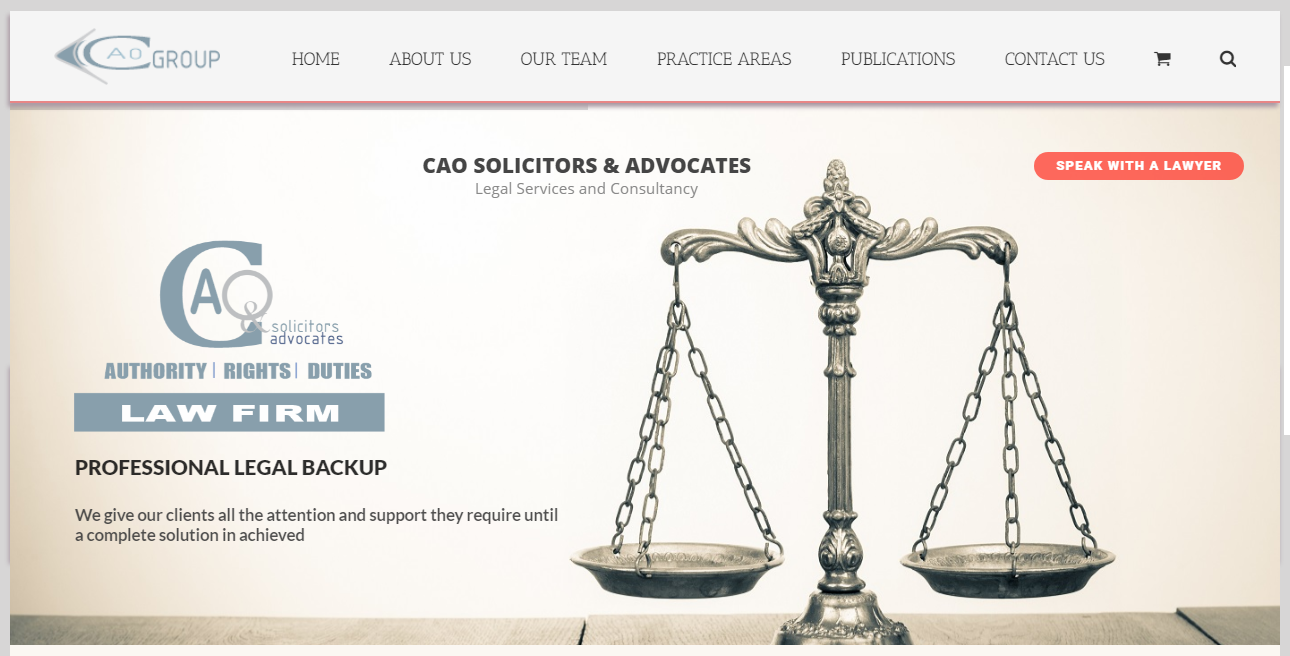 CAO GROUP
HOME ABOUT US OUR TEAM PRACTICE AREAS PUBLICATIONS CONTACT US
CAO SOLICITORS & ADVOCATES
Legal Services and Consultancy
SPEAK WITH A LAWYER
CAO & solicitors
advocates
AUTHORITY | RIGHTS | DUTIES
LAW FIRM
PROFESSIONAL LEGAL BACKUP
We give our clients all the attention and support they require until
a complete solution in achieved